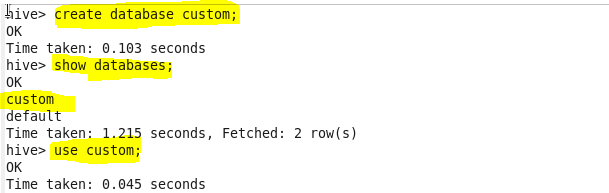 hive> create database custom;
OK
Time taken: 0.103 seconds
hive> show databases;
OK
custom
default
Time taken: 1.215 seconds, Fetched: 2 row(s)
hive> use custom;
OK
Time taken: 0.045 seconds